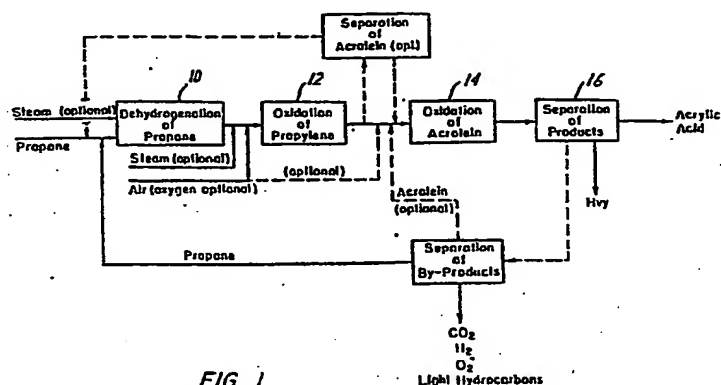 Separation
of
Acrolein (opt)
10
12
14
16
Steam (optional)
Dehydrogenation
of
Propane
Oxidation
of
Propylene
Oxidation
of
Acrolein
Separation
of
Products
Acrylic
Acid
Propane
Steam (optional)
Air (oxygen optional)
(optional)
Acrolein
(optional)
Hvy
Propane
Separation
of
By-Products
CO2
H2
O2
Light Hydrocarbons
FIG. 1